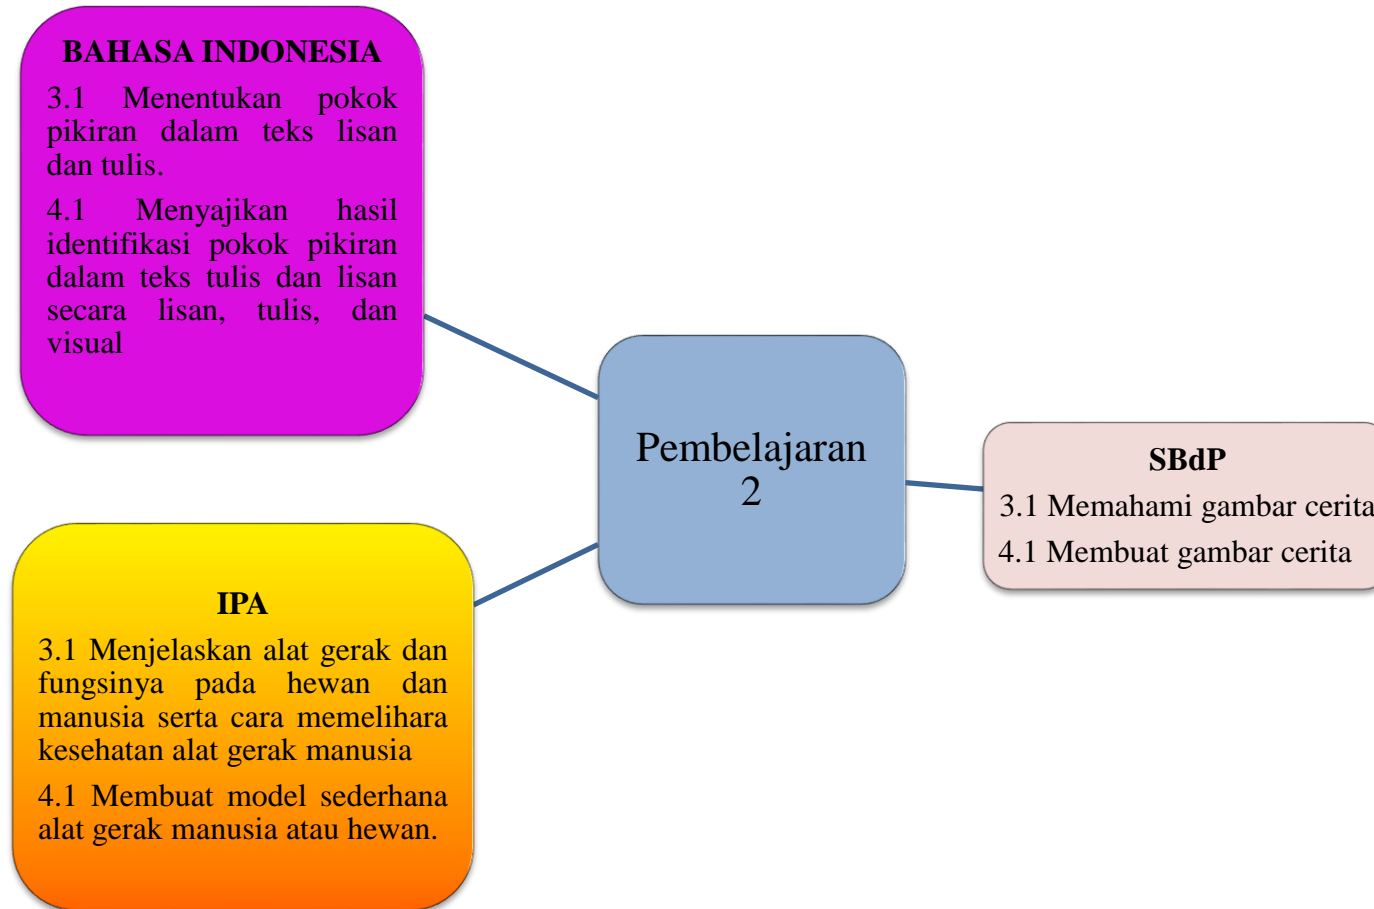 BAHASA INDONESIA
3.1 Menentukan pokok
pikiran dalam teks lisan
dan tulis.
4.1 Menyajikan hasil
identifikasi pokok pikiran
dalam teks tulis dan lisan
secara lisan, tulis, dan
visual
Pembelajaran
2
SBdP
3.1 Memahami gambar cerita
4.1 Membuat gambar cerita
IPA
3.1 Menjelaskan alat gerak dan
fungsinya pada hewan dan
manusia serta cara memelihara
kesehatan alat gerak manusia
4.1 Membuat model sederhana
alat gerak manusia atau hewan.